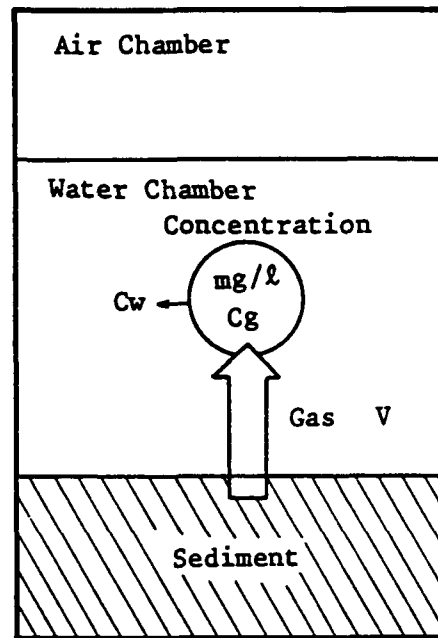 Air Chamber
Water Chamber
Concentration
mg/ℓ
Cw
Cg
Gas V
Sediment